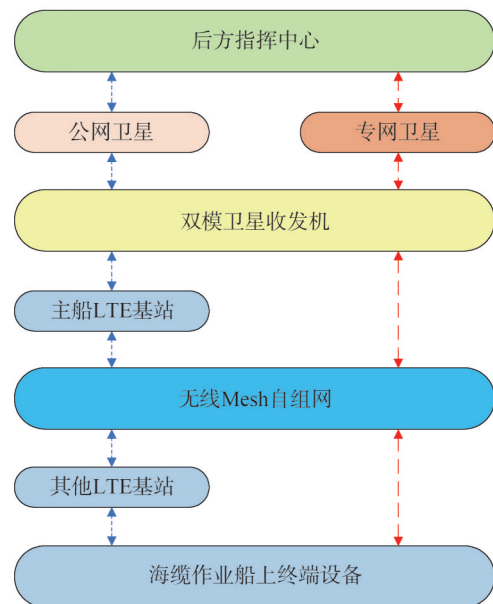 后方指挥中心
公网卫星
专网卫星
双模卫星收发机
主船LTE基站
无线Mesh自组网
其他LTE基站
海缆作业船上终端设备